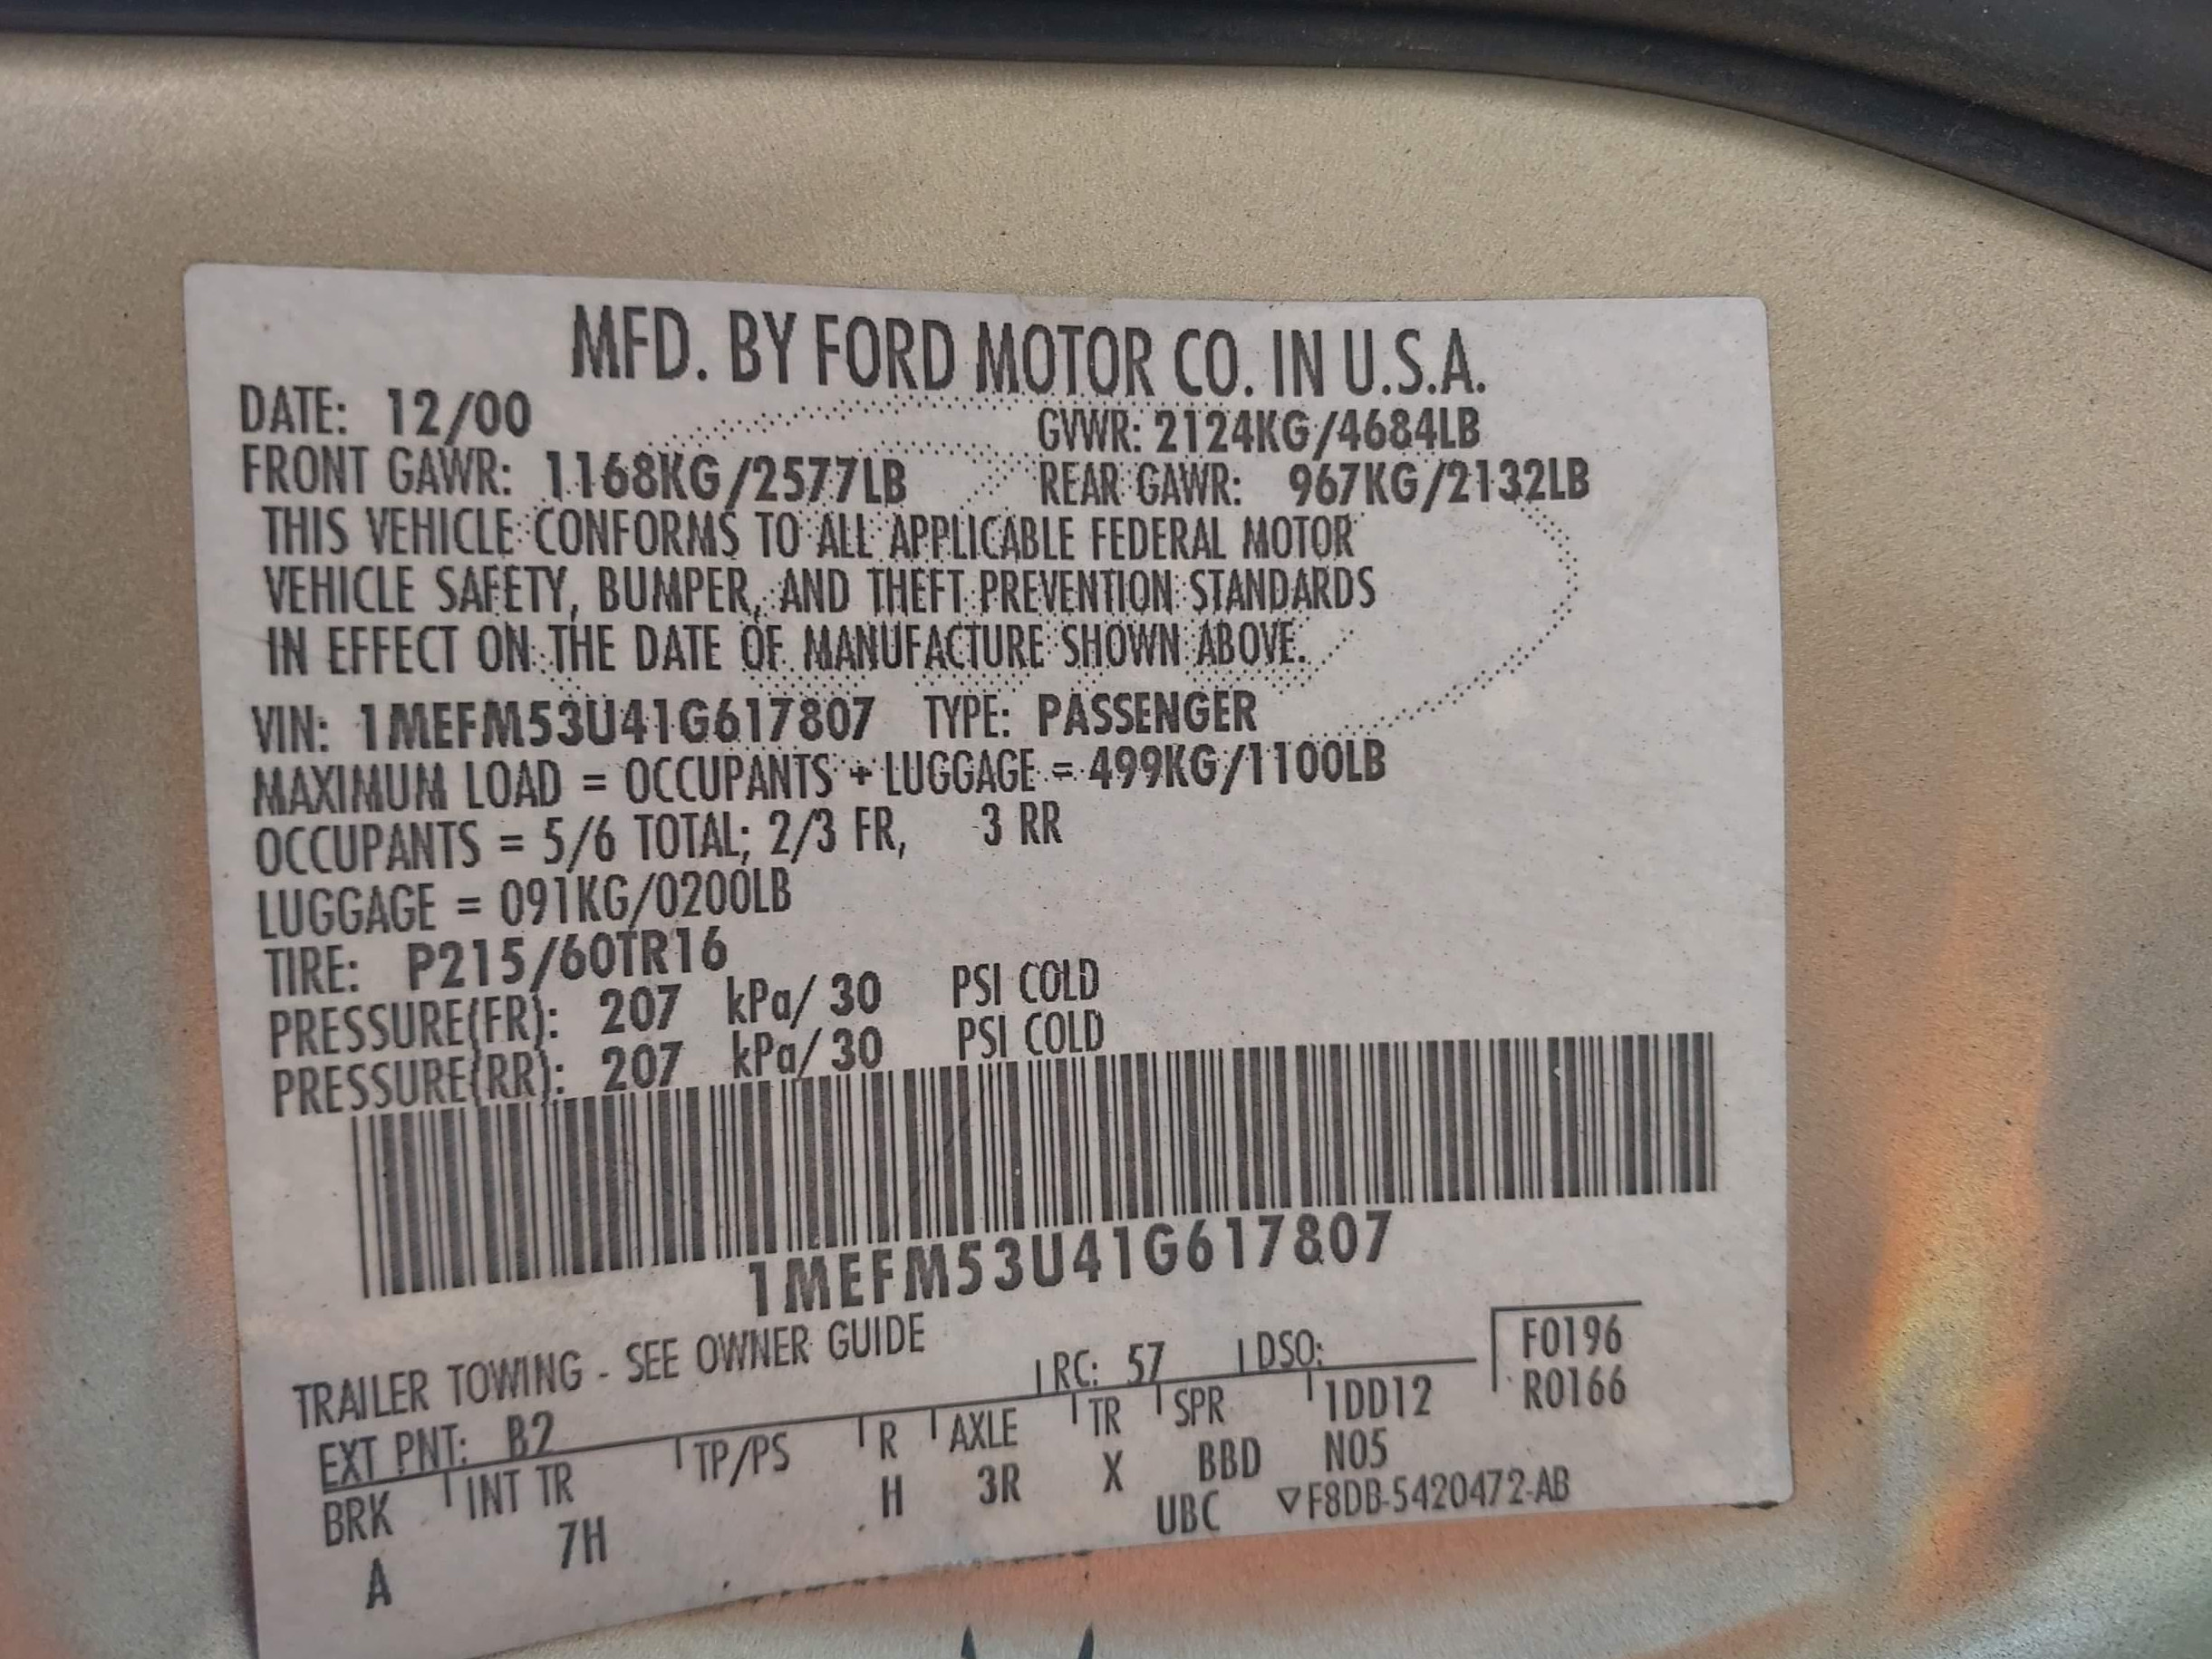 MFD. BY FORD MOTOR CO. IN U.S.A.
DATE: 12/00 GVWR: 2124KG/4684LB
FRONT GAWR: 1168KG/2577LB REAR GAWR: 967KG/2132LB
THIS VEHICLE CONFORMS TO ALL APPLICABLE FEDERAL MOTOR
VEHICLE SAFETY, BUMPER, AND THEFT PREVENTION STANDARDS
IN EFFECT ON THE DATE OF MANUFACTURE SHOWN ABOVE.
VIN: 1MEFM53U41G617807 TYPE: PASSENGER
MAXIMUM LOAD = OCCUPANTS + LUGGAGE = 499KG/1100LB
OCCUPANTS = 5/6 TOTAL; 2/3 FR, 3 RR
LUGGAGE = 091KG/0200LB
TIRE: P215/60TR16
PRESSURE(FR): 207 kPa/ 30 PSI COLD
PRESSURE(RR): 207 kPa/ 30 PSI COLD
1MEFM53U41G617807
TRAILER TOWING - SEE OWNER GUIDE
EXT PNT: B2 RC: 57 DSO: F0196
R0166
BRK INT TR TP/PS R AXLE TR SPR 1DD12
A 7H H 3R X BBD N05
UBC ▽F8DB-5420472-AB